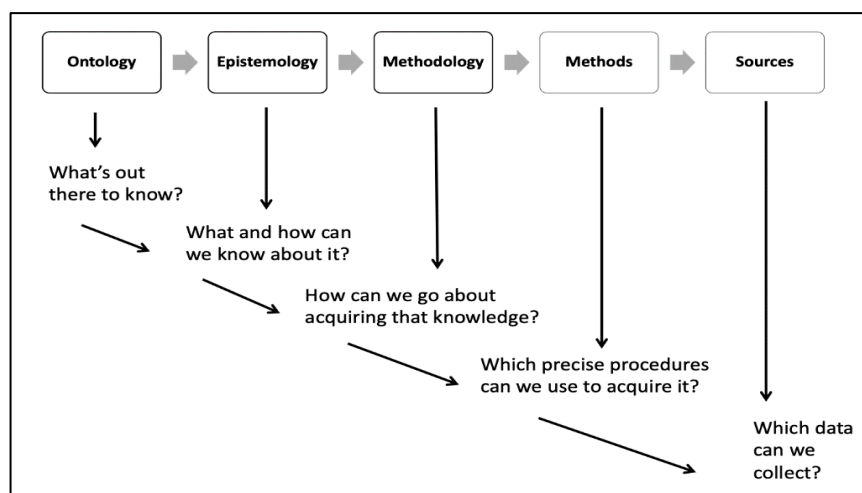 Ontology
Epistemology
Methodology
Methods
Sources
What’s out
there to know?
What and how can
we know about it?
How can we go about
acquiring that knowledge?
Which precise procedures
can we use to acquire it?
Which data
can we
collect?